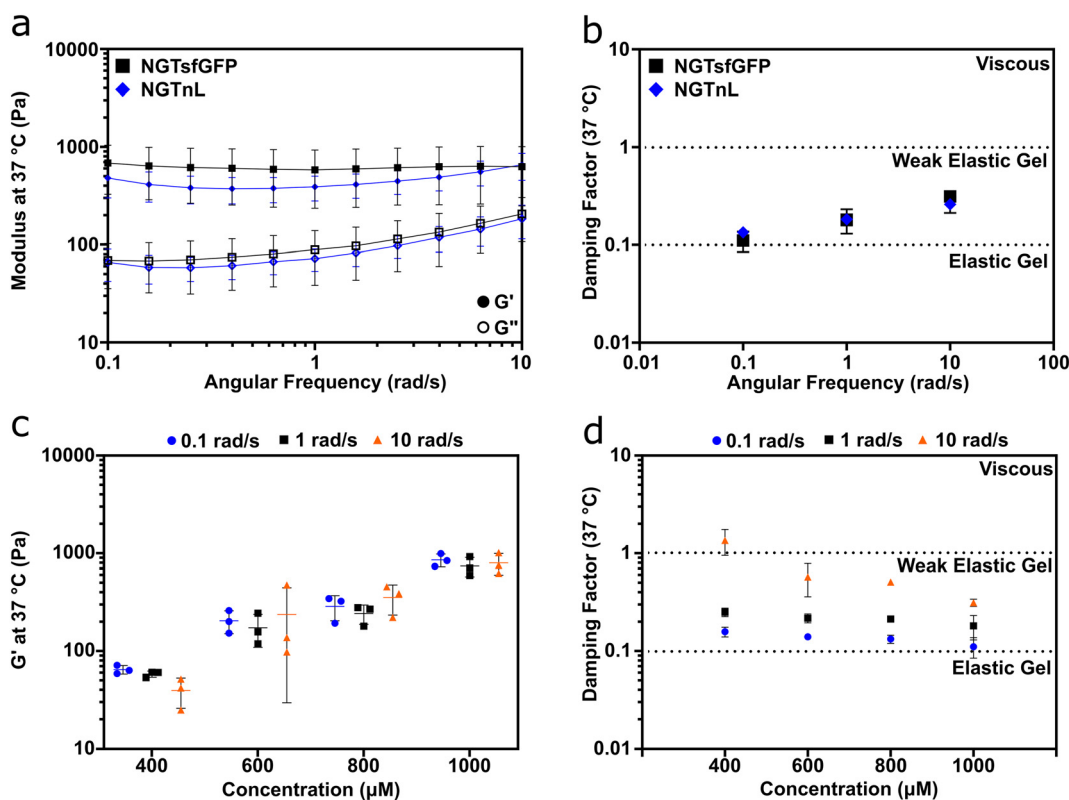 a
Modulus at 37 °C (Pa)
10000
1000
100
10
NGTsfGFP
NGTnL
G'
G"
0.1
1
10
Angular Frequency (rad/s)
b
Damping Factor (37 °C)
10
1
0.1
0.01
NGTsfGFP
NGTnL
Viscous
Weak Elastic Gel
Elastic Gel
0.01
0.1
1
10
100
Angular Frequency (rad/s)
c
0.1 rad/s 1 rad/s 10 rad/s
G' at 37 °C (Pa)
10000
1000
100
10
400
600
800
1000
Concentration (µM)
d
0.1 rad/s 1 rad/s 10 rad/s
Damping Factor (37 °C)
10
1
0.1
0.01
Viscous
Weak Elastic Gel
Elastic Gel
400
600
800
1000
Concentration (µM)